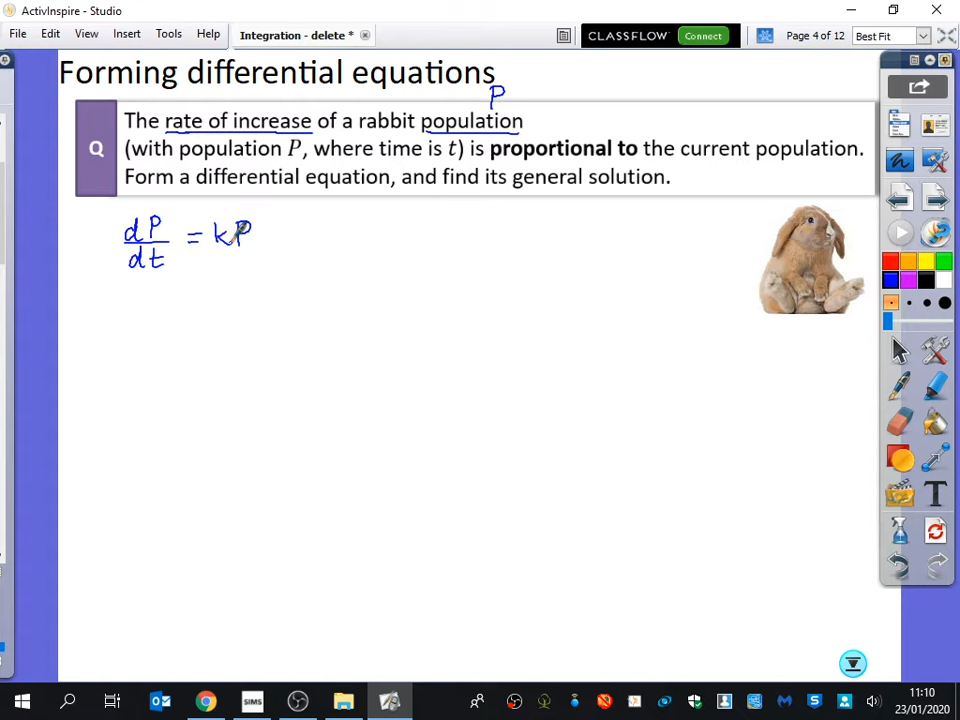 ActivInspire - Studio
File Edit View Insert Tools Help Integration - delete * CLASSFLOW Connect Page 4 of 12 Best Fit
Forming differential equations
P
Q
The rate of increase of a rabbit population
(with population P, where time is t) is proportional to the current population.
Form a differential equation, and find its general solution.
dP
dt
= kP
T
SIMS
11:10
23/01/2020